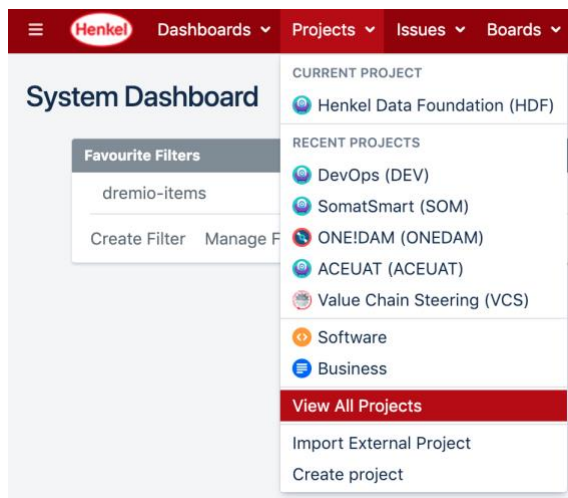 Henkel Dashboards Projects Issues Boards
System Dashboard
Favourite Filters
dremio-items
Create Filter Manage F
CURRENT PROJECT
Henkel Data Foundation (HDF)
RECENT PROJECTS
DevOps (DEV)
SomatSmart (SOM)
ONE!DAM (ONEDAM)
ACEUAT (ACEUAT)
Value Chain Steering (VCS)
Software
Business
View All Projects
Import External Project
Create project